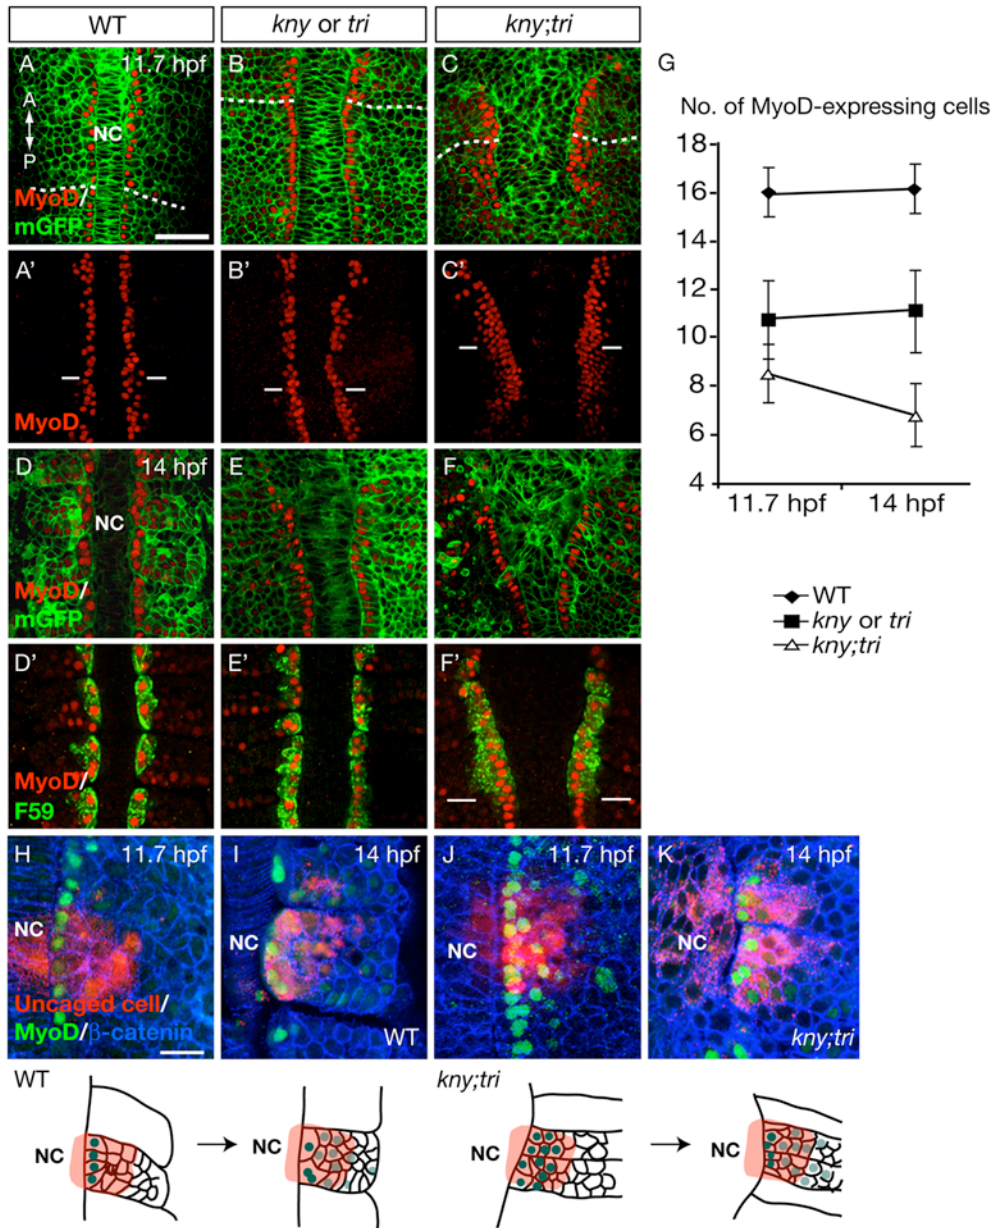 WT
kny or tri
kny;tri
A 11.7 hpf
A
P
NC
MyoD/
mGFP
B
C
A'
MyoD
B'
C'
D 14 hpf
NC
MyoD/
mGFP
E
F
D'
MyoD/
F59
E'
F'
G
No. of MyoD-expressing cells
18
16
14
12
10
8
6
4
11.7 hpf 14 hpf
WT
kny or tri
kny;tri
H 11.7 hpf
NC
Uncaged cell/
MyoD/β-catenin
I 14 hpf
NC
WT
J 11.7 hpf
NC
K 14 hpf
NC
kny;tri
WT
NC
NC
kny;tri
NC
NC